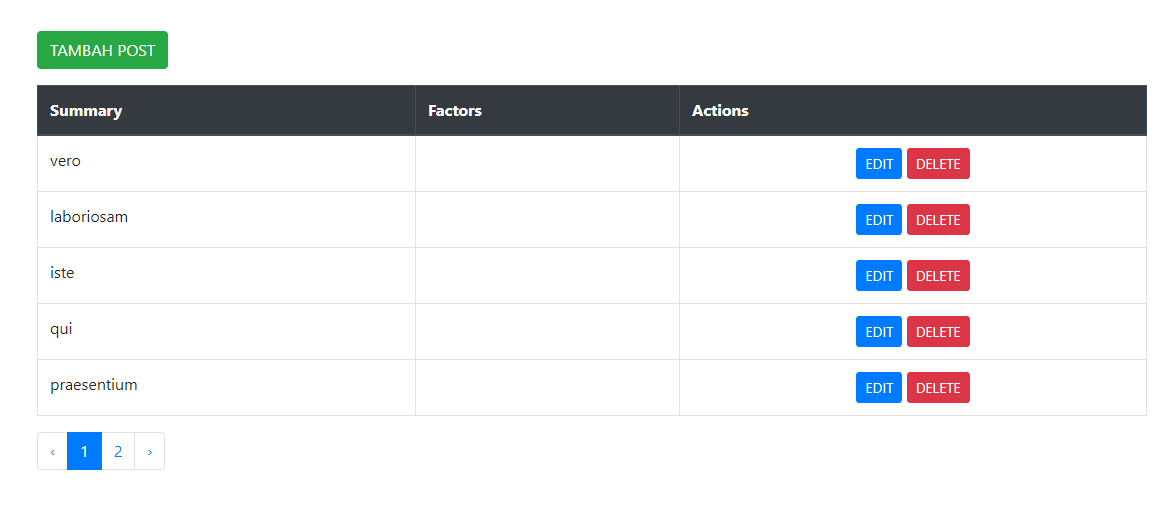 TAMBAH POST
Summary Factors Actions
vero EDIT DELETE
laboriosam EDIT DELETE
iste EDIT DELETE
qui EDIT DELETE
praesentium EDIT DELETE
‹ 1 2 ›